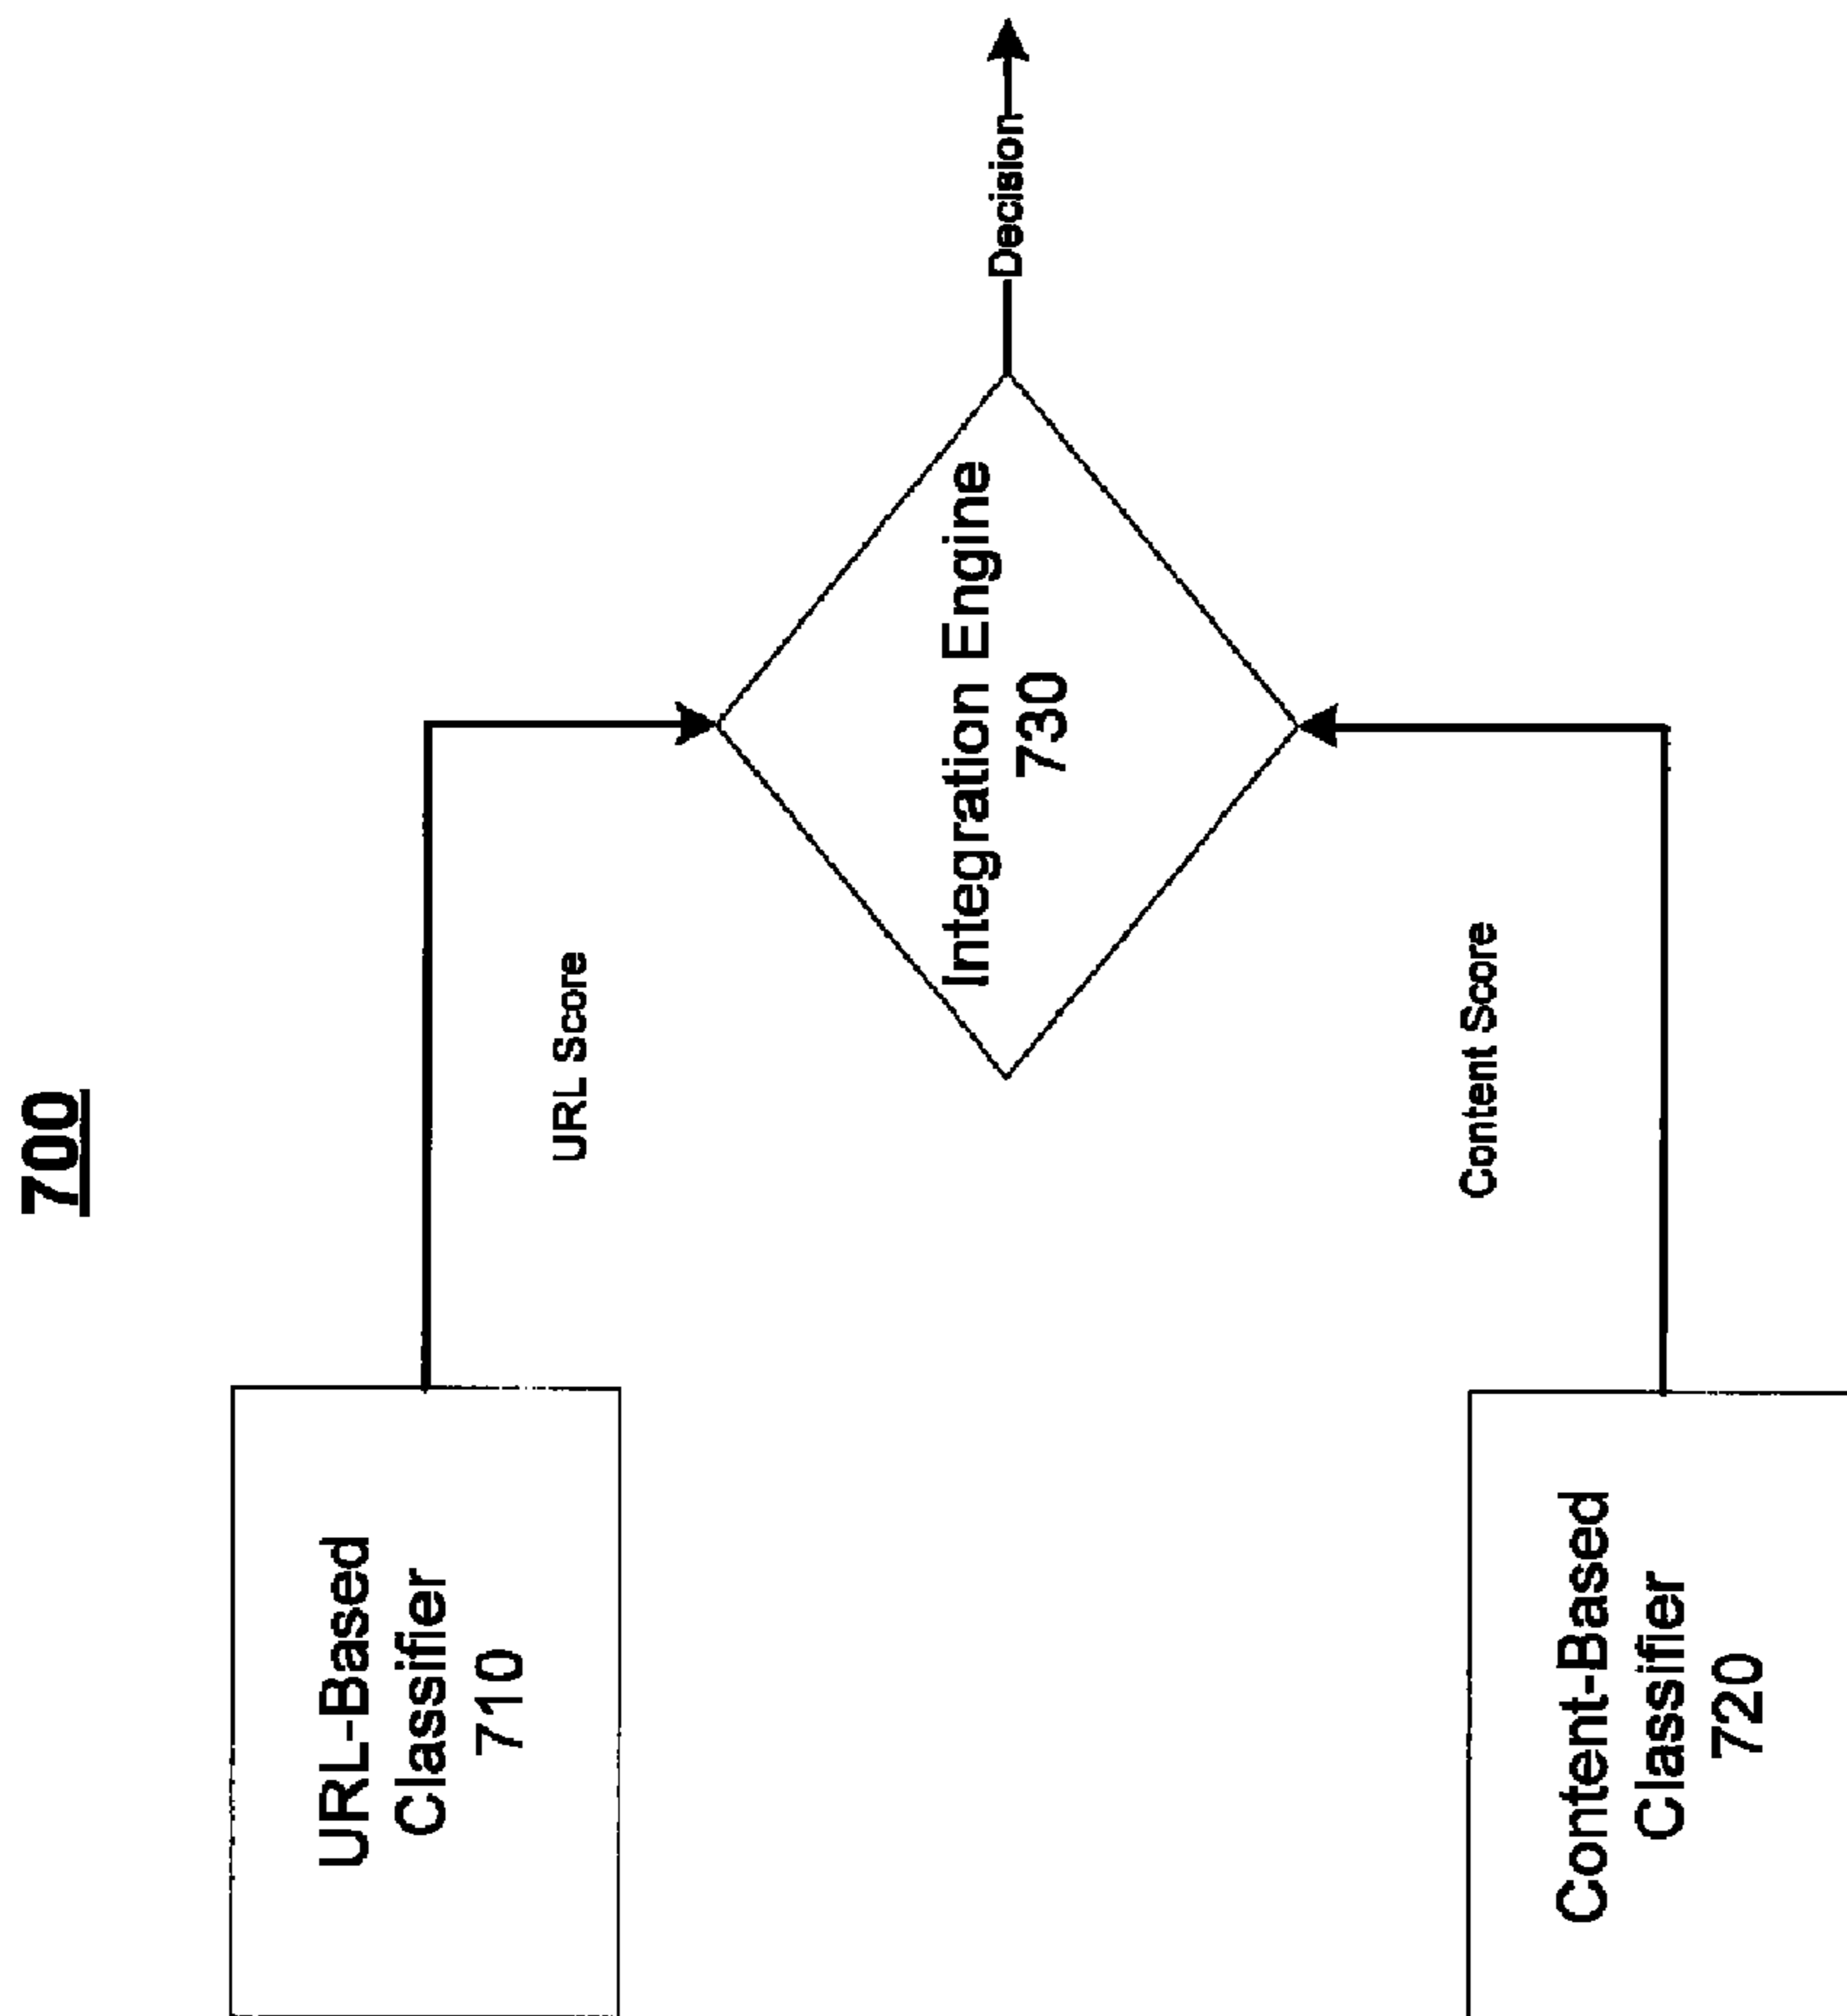 700
URL-Based
Classifier
710
URL Score
Integration Engine
730
Decision
Content Score
Content-Based
Classifier
720